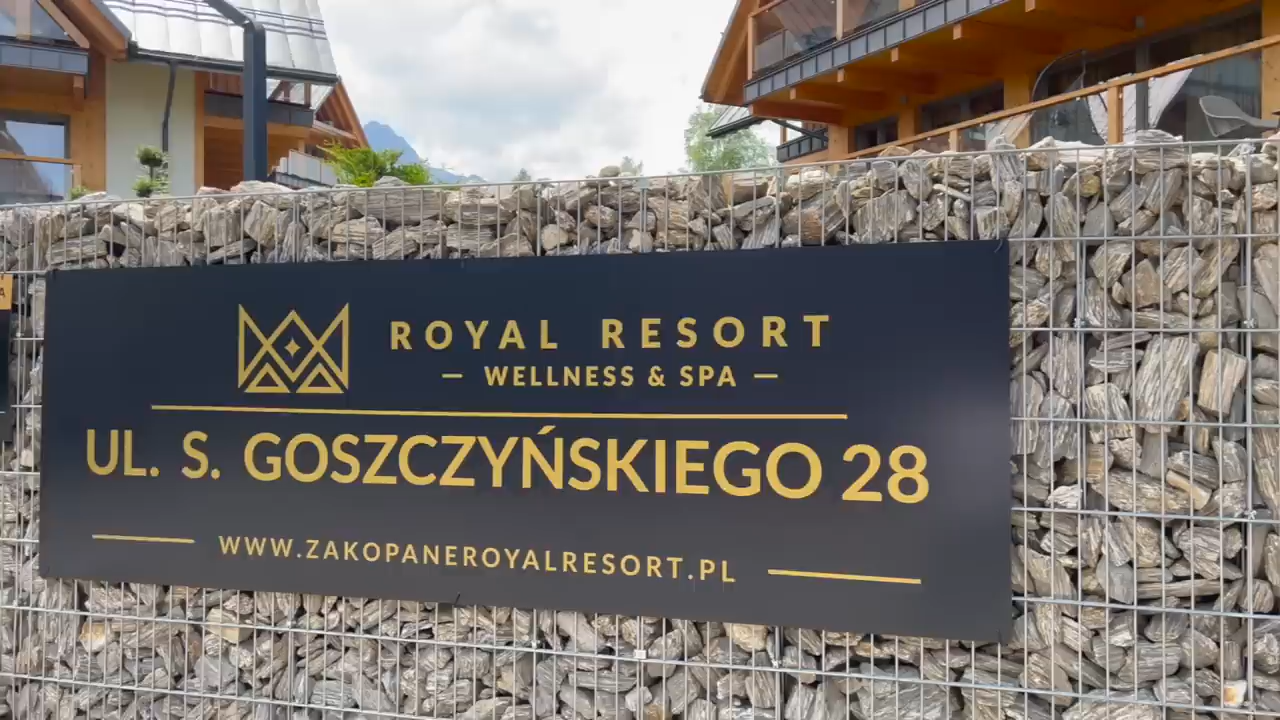 ROYAL RESORT
— WELLNESS & SPA —
UL. S. GOSZCZYŃSKIEGO 28
WWW.ZAKOPANEROYALRESORT.PL